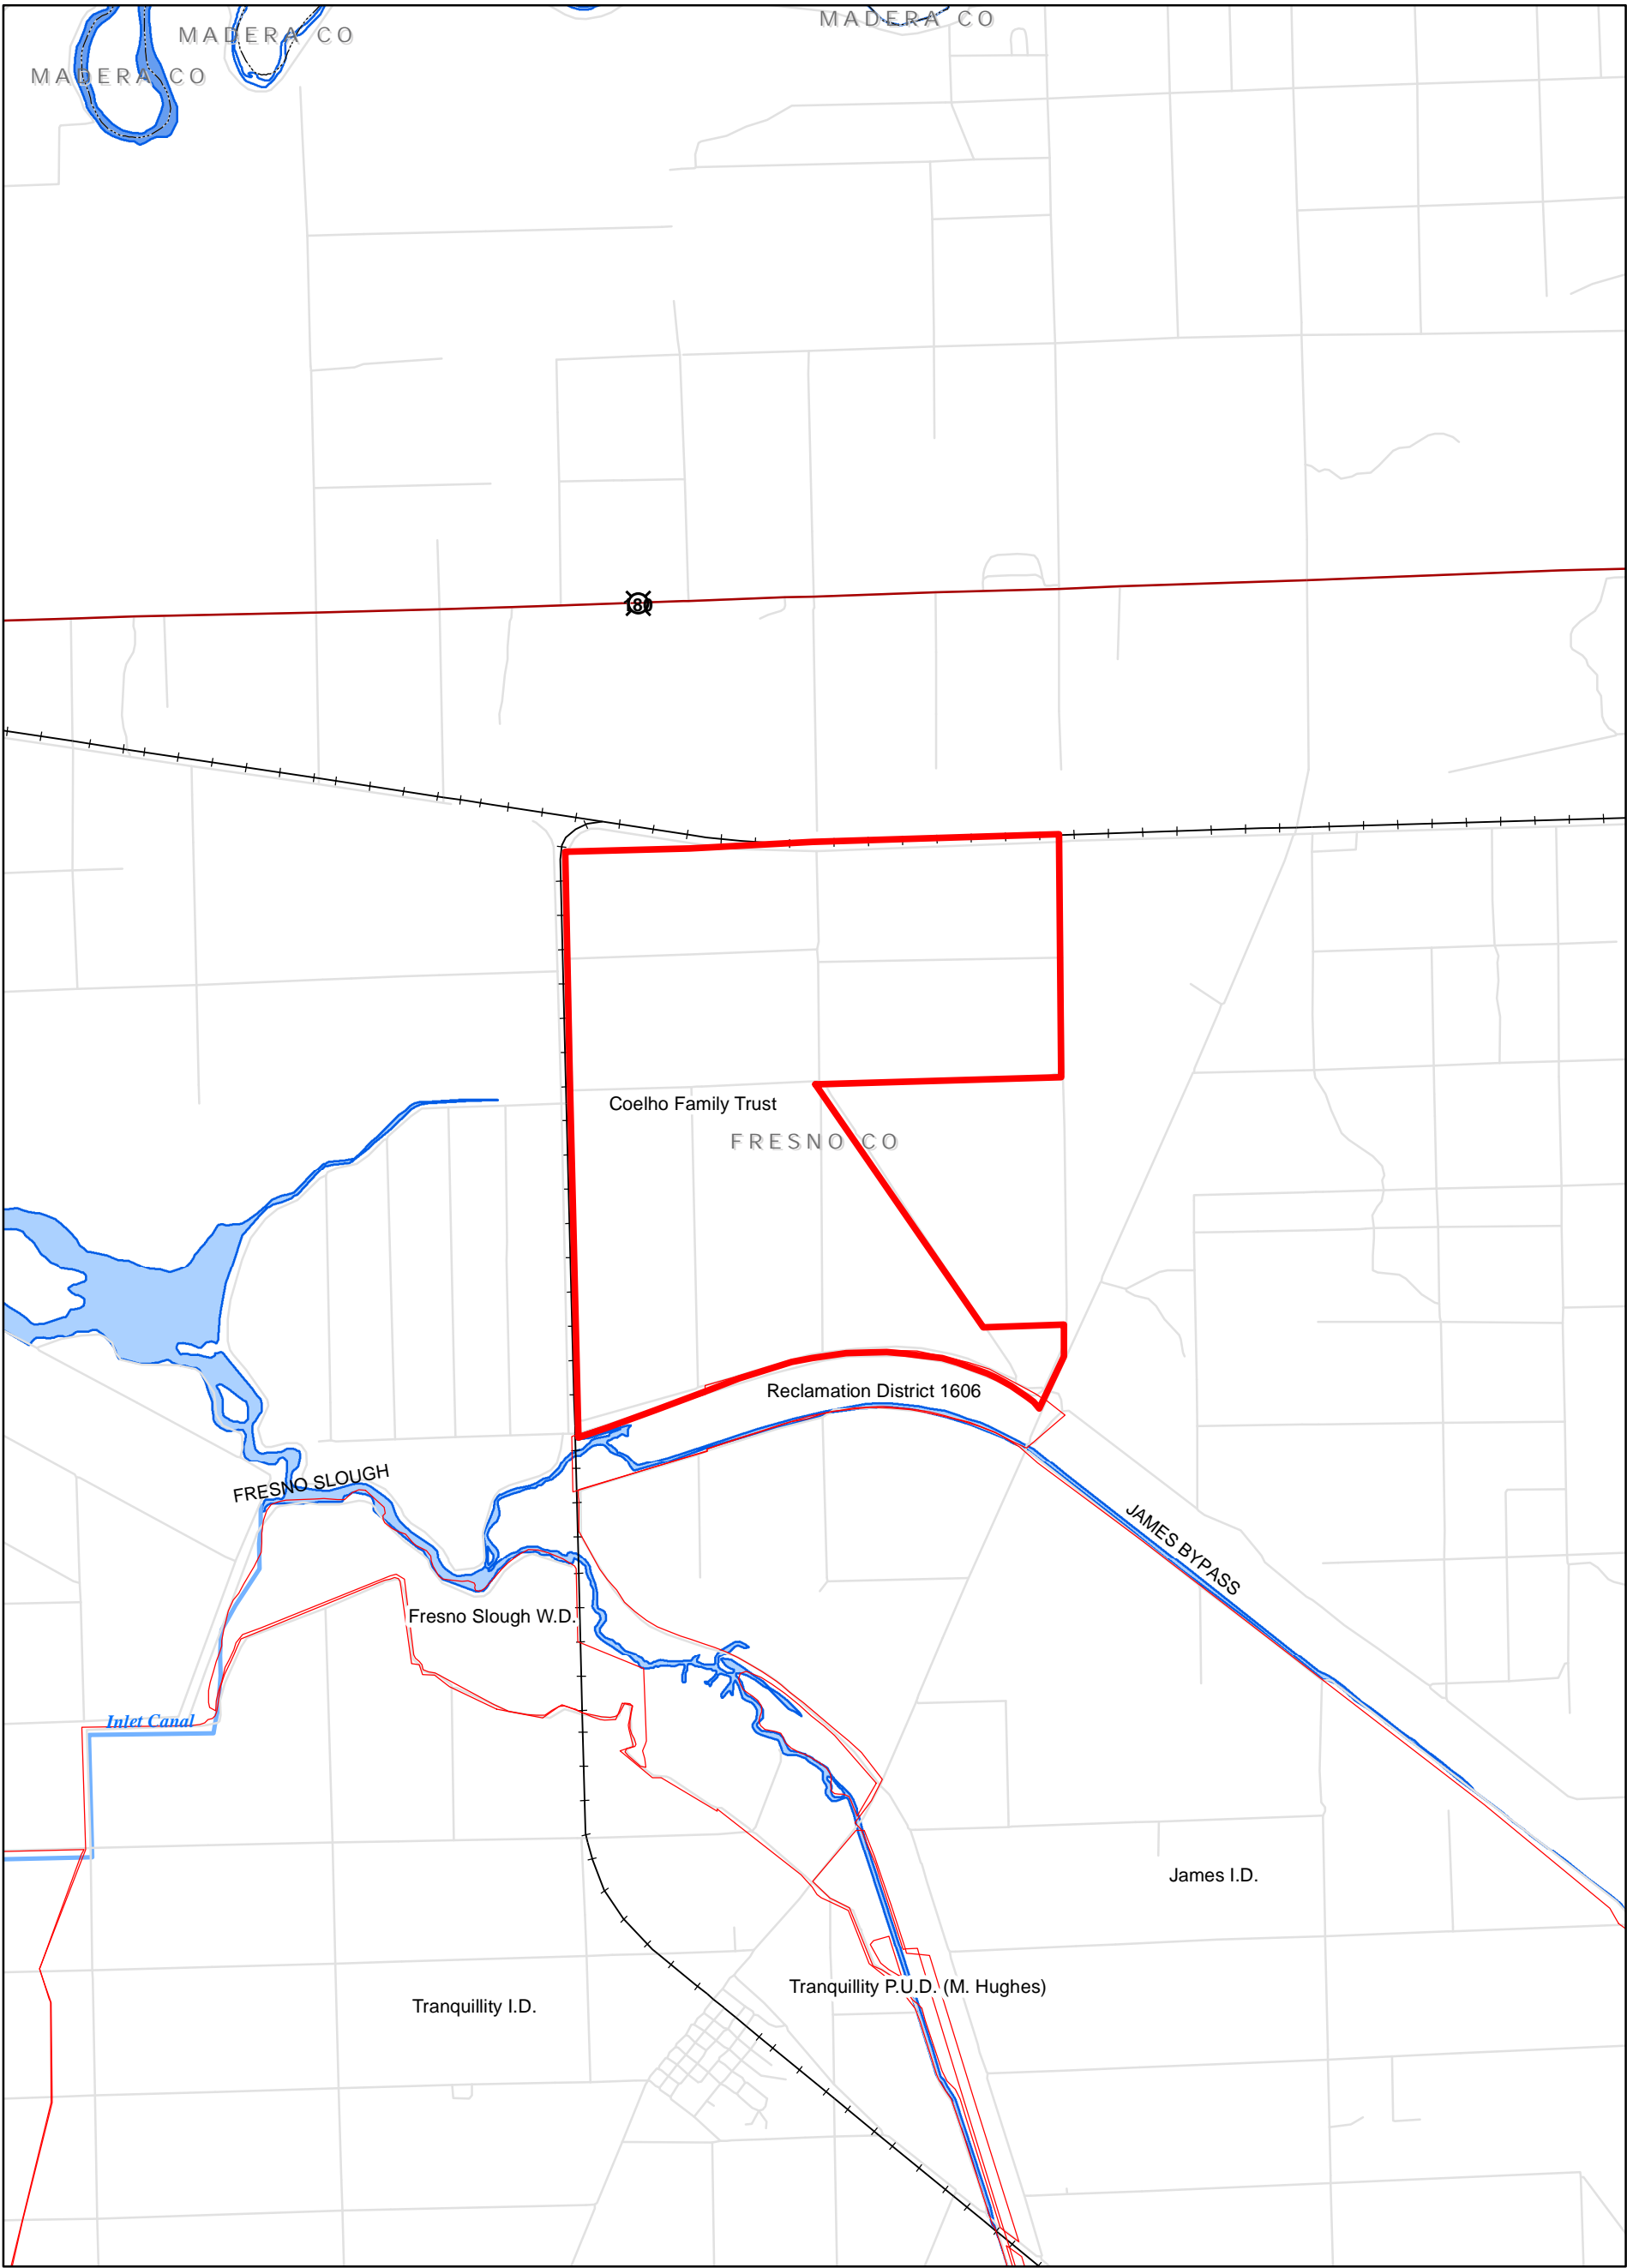 MADERA CO
MADERA CO
MADERA CO
180
Coelho Family Trust
FRESNO CO
Reclamation District 1606
FRESNO SLOUGH
JAMES BYPASS
Fresno Slough W.D.
Inlet Canal
James I.D.
Tranquillity P.U.D. (M. Hughes)
Tranquillity I.D.